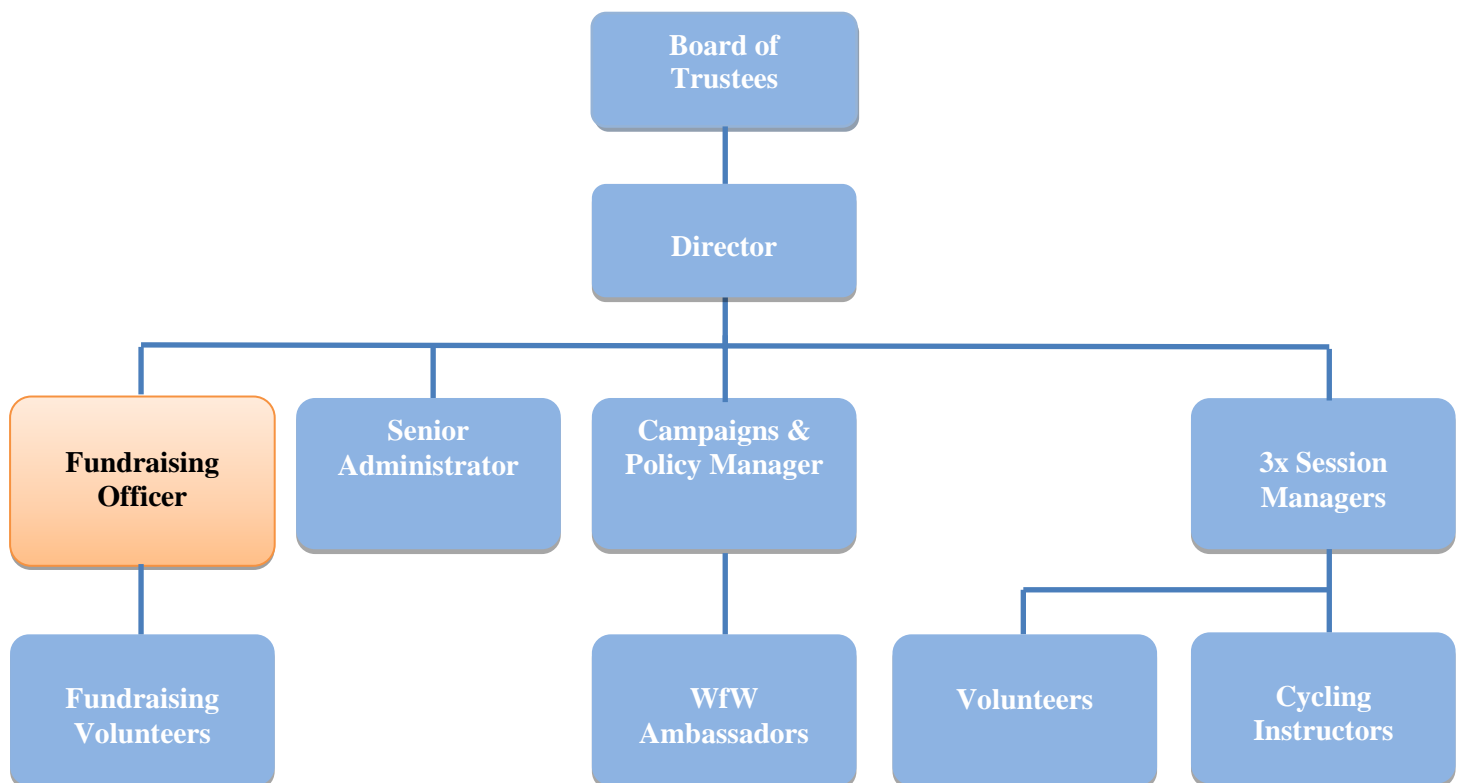 Board of
Trustees
Director
Fundraising
Officer
Senior
Administrator
Campaigns &
Policy Manager
3x Session
Managers
Fundraising
Volunteers
WfW
Ambassadors
Volunteers
Cycling
Instructors